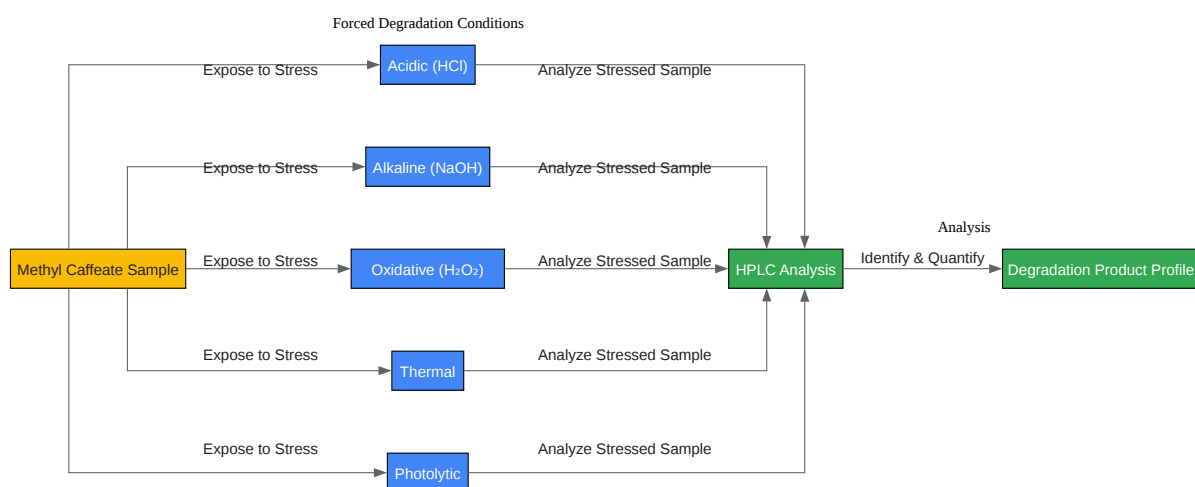 Forced Degradation Conditions
Expose to Stress
Acidic (HCl)
Analyze Stressed Sample
Expose to Stress
Alkaline (NaOH)
Analyze Stressed Sample
Analysis
Methyl Caffeate Sample
Expose to Stress
Oxidative (H₂O₂)
Analyze Stressed Sample
HPLC Analysis
Identify & Quantify
Degradation Product Profile
Expose to Stress
Thermal
Analyze Stressed Sample
Expose to Stress
Photolytic
Analyze Stressed Sample